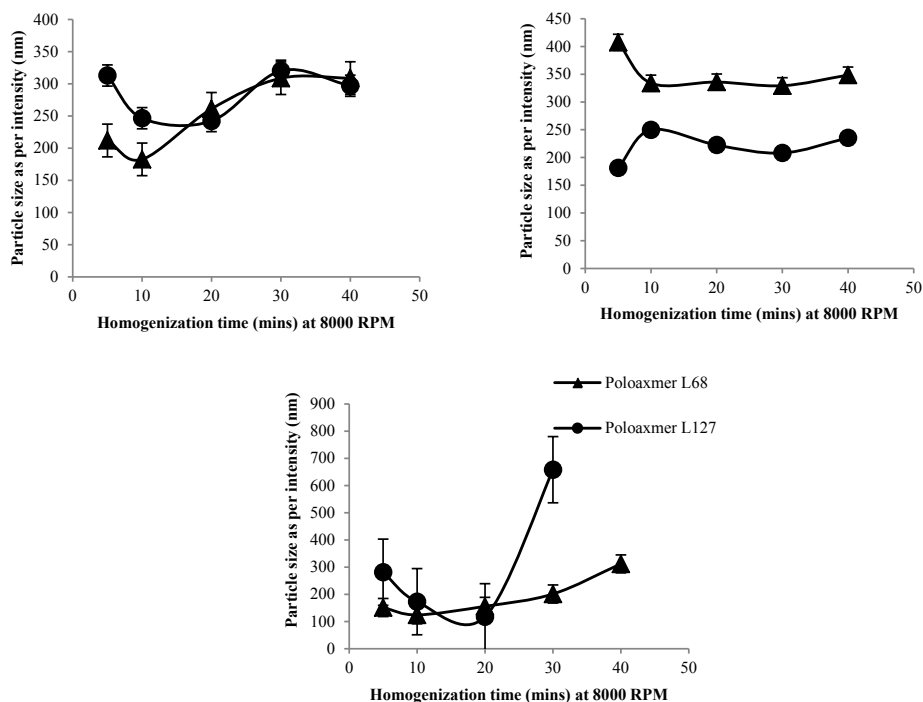 400
350
300
250
200
150
100
50
0
Particle size as per intensity (nm)
0 10 20 30 40 50
Homogenization time (mins) at 8000 RPM
450
400
350
300
250
200
150
100
50
0
Particle size as per intensity (nm)
0 10 20 30 40 50
Homogenization time (mins) at 8000 RPM
Poloaxmer L68
Poloaxmer L127
900
800
700
600
500
400
300
200
100
0
Particle size as per intensity (nm)
0 10 20 30 40 50
Homogenization time (mins) at 8000 RPM